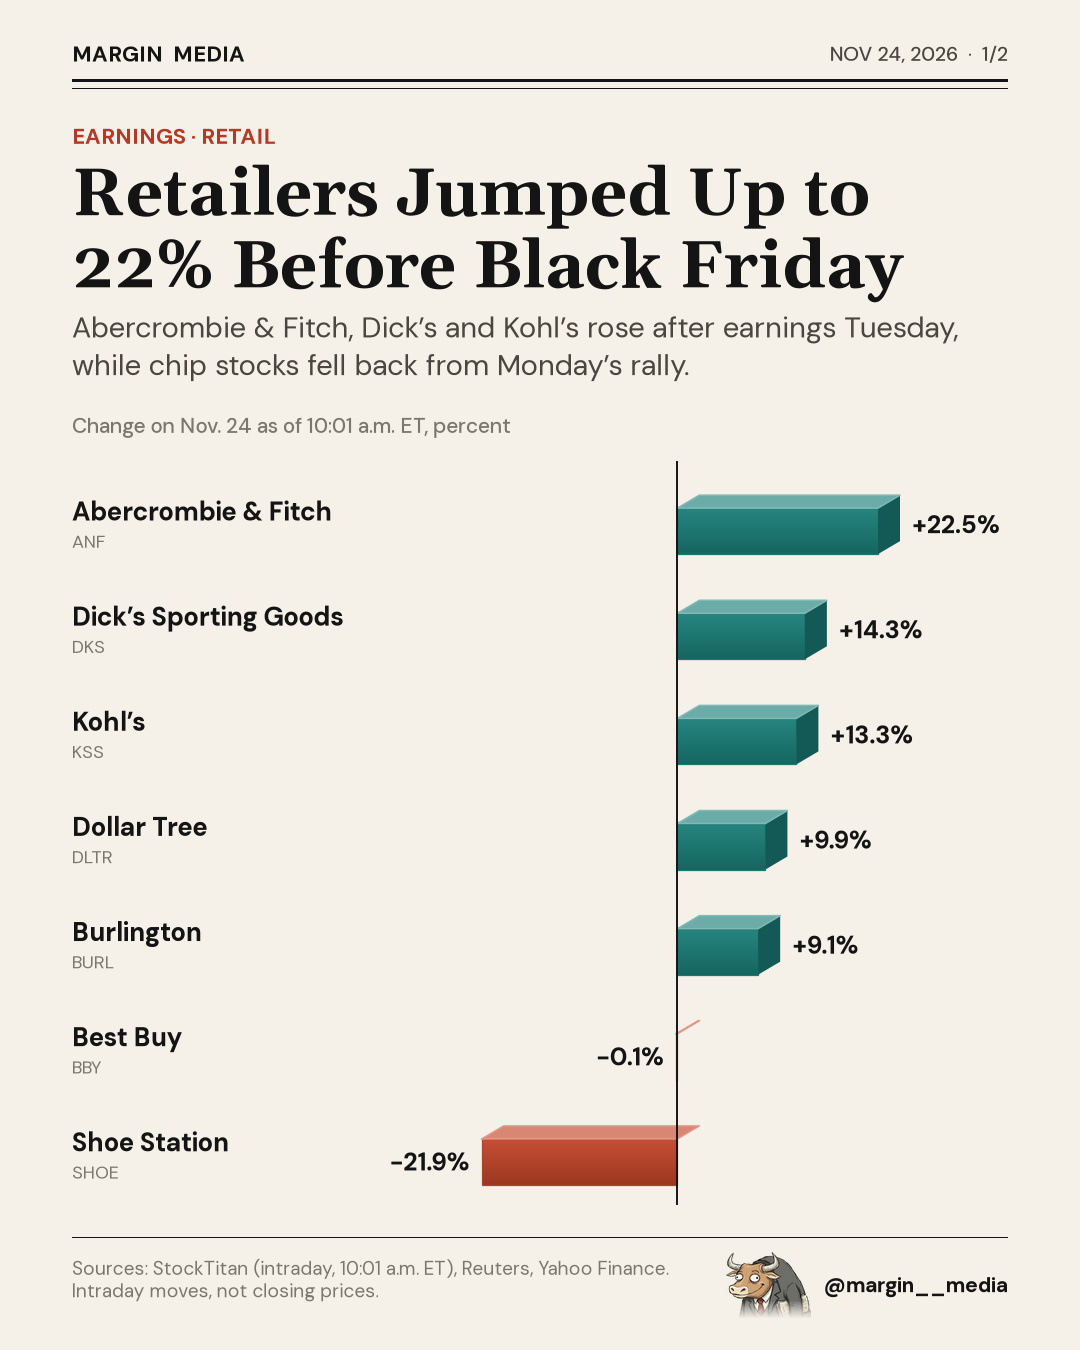 MARGIN MEDIA
NOV 24, 2026 · 1/2
EARNINGS · RETAIL
Retailers Jumped Up to
22% Before Black Friday
Abercrombie & Fitch, Dick’s and Kohl’s rose after earnings Tuesday,
while chip stocks fell back from Monday’s rally.
Change on Nov. 24 as of 10:01 a.m. ET, percent
Abercrombie & Fitch
ANF
+22.5%
Dick’s Sporting Goods
DKS
+14.3%
Kohl’s
KSS
+13.3%
Dollar Tree
DLTR
+9.9%
Burlington
BURL
+9.1%
Best Buy
BBY
−0.1%
Shoe Station
SHOE
−21.9%
Sources: StockTitan (intraday, 10:01 a.m. ET), Reuters, Yahoo Finance.
Intraday moves, not closing prices.
@margin__media